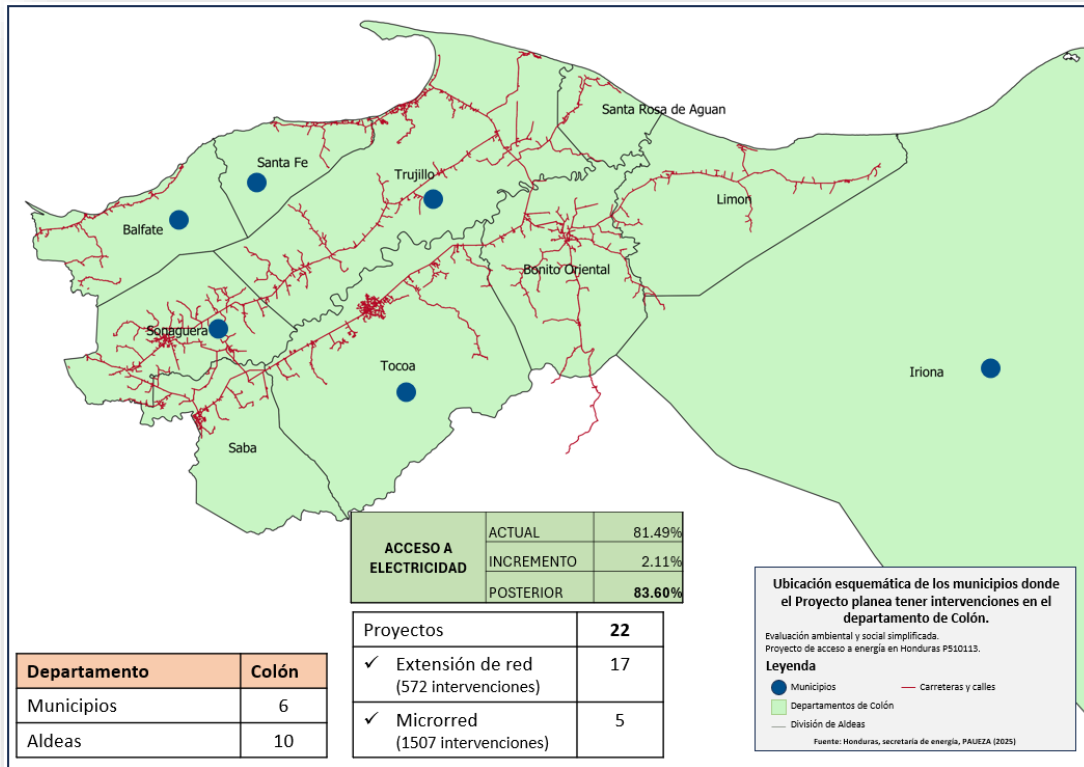 Santa Rosa de Aguan
Santa Fe
Trujillo
Limon
Balfate
Bonito Oriental
Sonaguera
Tocoa
Iriona
Saba
ACCESO A ELECTRICIDAD
ACTUAL 81.49%
INCREMENTO 2.11%
POSTERIOR 83.60%
Proyectos 22
✓ Extensión de red 17
(572 intervenciones)
✓ Microrred 5
(1507 intervenciones)
Departamento Colón
Municipios 6
Aldeas 10
Ubicación esquemática de los municipios donde
el Proyecto planea tener intervenciones en el
departamento de Colón.
Evaluación ambiental y social simplificada.
Proyecto de acceso a energía en Honduras P510113.
Leyenda
Municipios
Carreteras y calles
Departamentos de Colón
División de Aldeas
Fuente: Honduras, secretaría de energía, PAUEZA (2025)